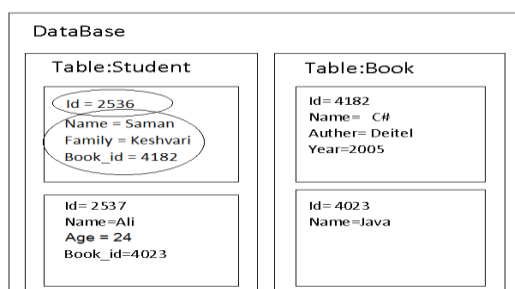 DataBase
Table:Student
Id = 2536
Name = Saman
Family = Keshvari
Book_id = 4182
Id= 2537
Name=Ali
Age = 24
Book_id=4023
Table:Book
Id= 4182
Name= C#
Auther= Deitel
Year=2005
Id= 4023
Name=Java